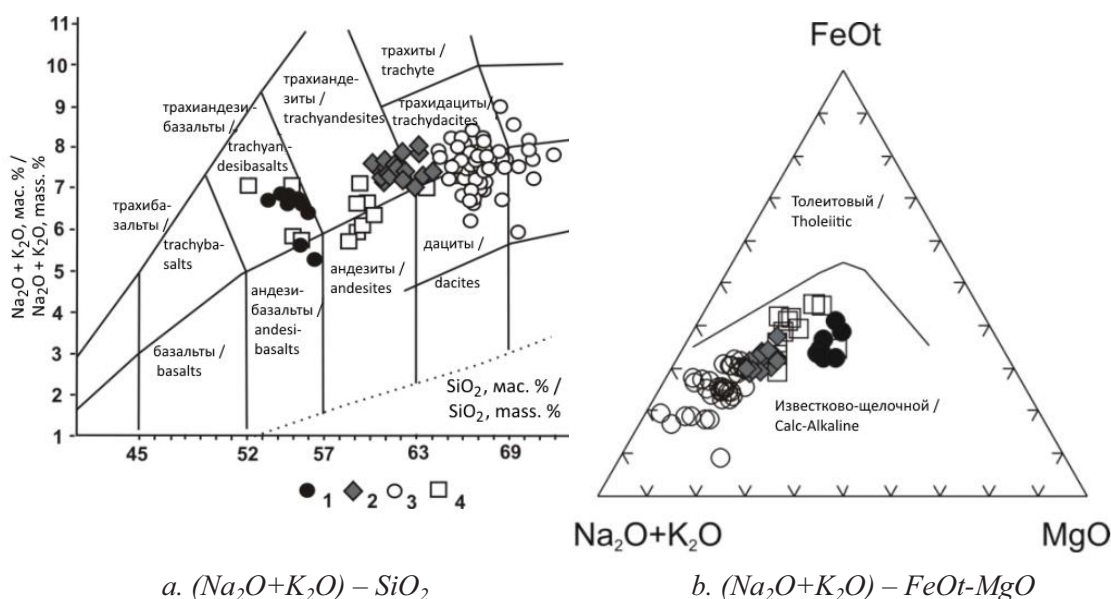 11
10
9
8
7
6
5
4
3
2
1
Na₂O + K₂O, мас. % /
Na₂O + K₂O, mass. %
трахиты /
trachyte
трахианде-
зиты /
trachyandesites
трахидациты/
trachydacites
трахиандези-
базальты /
trachyan-
desibasalts
трахиба-
зальты /
trachyba-
salts
базальты /
basalts
андези-
базальты /
andesi-
basalts
андезиты /
andesites
дациты /
dacites
SiO₂, мас. % /
SiO₂, mass. %
45 52 57 63 69
1 2 3 4
a. (Na₂O+K₂O) – SiO₂
FeOt
Толеитовый /
Tholeiitic
Известково-щелочной /
Calc-Alkaline
Na₂O+K₂O MgO
b. (Na₂O+K₂O) – FeOt-MgO